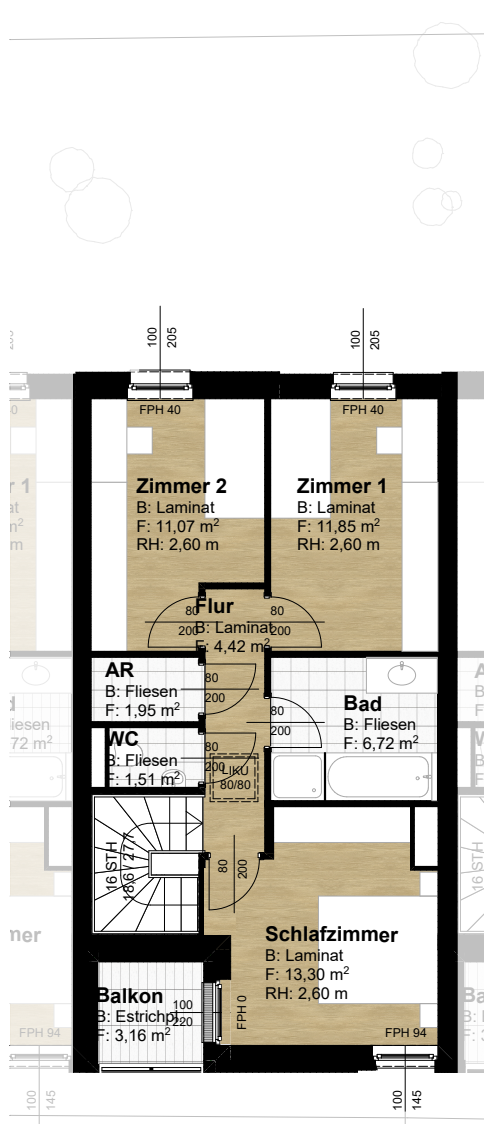 100
205
100
205
FPH 40
FPH 40
Zimmer 2
B: Laminat
F: 11,07 m²
RH: 2,60 m
Zimmer 1
B: Laminat
F: 11,85 m²
RH: 2,60 m
Flur
B: Laminat
F: 4,42 m²
80
200
80
200
AR
B: Fliesen
F: 1,95 m²
80
200
Bad
B: Fliesen
F: 6,72 m²
80
200
WC
B: Fliesen
F: 1,51 m²
80
200
LIKU
80/80
16 STH
18,6 / 27,7
80
200
Schlafzimmer
B: Laminat
F: 13,30 m²
RH: 2,60 m
Balkon
B: Estrichpl.
F: 3,16 m²
100
220
FPH 0
FPH 94
FPH 94
100
145
100
145